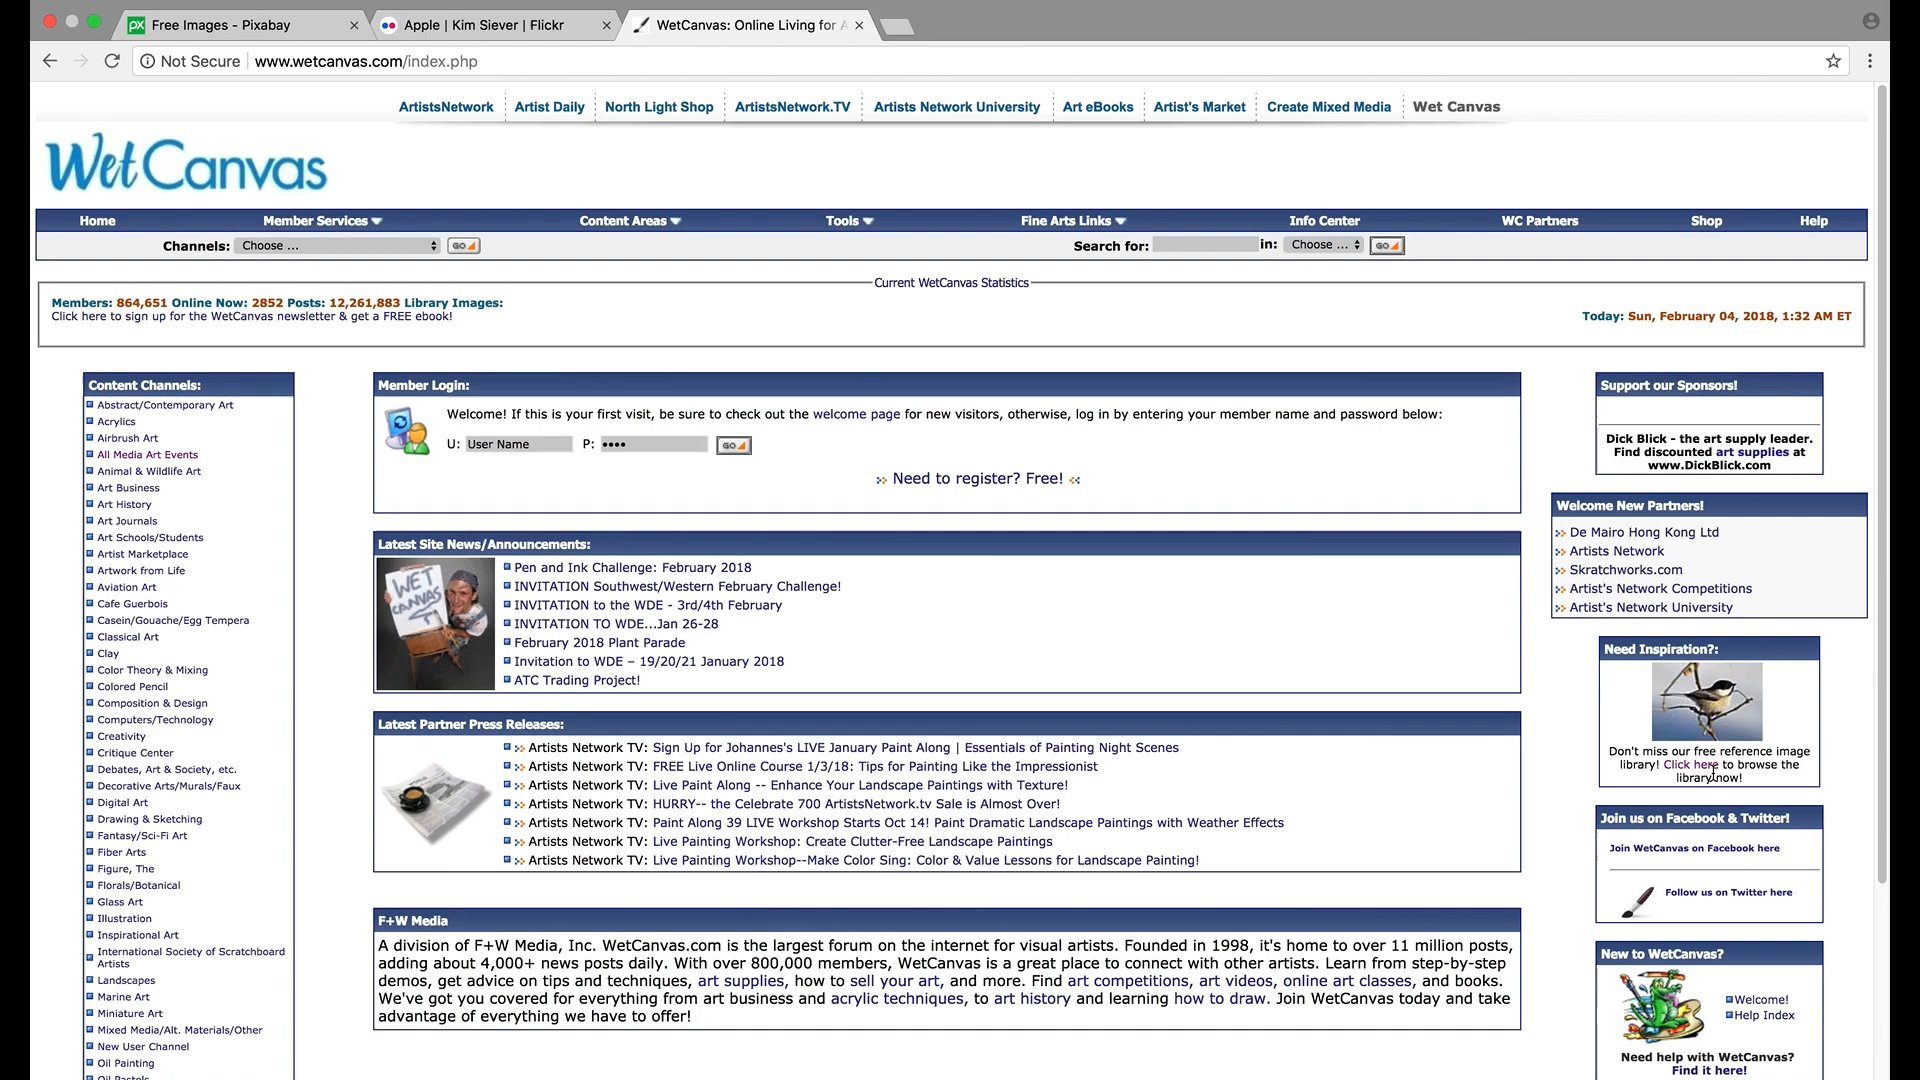 Free Images - Pixabay
Apple | Kim Siever | Flickr
WetCanvas: Online Living for A
Not Secure
www.wetcanvas.com/index.php
ArtistsNetwork
Artist Daily
North Light Shop
ArtistsNetwork.TV
Artists Network University
Art eBooks
Artist's Market
Create Mixed Media
Wet Canvas
WetCanvas
Home
Member Services
Content Areas
Tools
Fine Arts Links
Info Center
WC Partners
Shop
Help
Channels: Choose ... GO
Search for: in: Choose ... GO
Current WetCanvas Statistics
Members: 864,651 Online Now: 2852 Posts: 12,261,883 Library Images:
Click here to sign up for the WetCanvas newsletter & get a FREE ebook!
Today: Sun, February 04, 2018, 1:32 AM ET
Content Channels:
Abstract/Contemporary Art
Acrylics
Airbrush Art
All Media Art Events
Animal & Wildlife Art
Art Business
Art History
Art Journals
Art Schools/Students
Artist Marketplace
Artwork from Life
Aviation Art
Cafe Guerbois
Casein/Gouache/Egg Tempera
Classical Art
Clay
Color Theory & Mixing
Colored Pencil
Composition & Design
Computers/Technology
Creativity
Critique Center
Debates, Art & Society, etc.
Decorative Arts/Murals/Faux
Digital Art
Drawing & Sketching
Fantasy/Sci-Fi Art
Fiber Arts
Figure, The
Florals/Botanical
Glass Art
Illustration
Inspirational Art
International Society of Scratchboard
Artists
Landscapes
Marine Art
Miniature Art
Mixed Media/Alt. Materials/Other
New User Channel
Oil Painting
Oil Pastels
Member Login:
Welcome! If this is your first visit, be sure to check out the welcome page for new visitors, otherwise, log in by entering your member name and password below:
U: User Name P: •••• GO
Need to register? Free!
Latest Site News/Announcements:
WET
CANVAS
Pen and Ink Challenge: February 2018
INVITATION Southwest/Western February Challenge!
INVITATION to the WDE - 3rd/4th February
INVITATION TO WDE...Jan 26-28
February 2018 Plant Parade
Invitation to WDE – 19/20/21 January 2018
ATC Trading Project!
Latest Partner Press Releases:
Artists Network TV: Sign Up for Johannes's LIVE January Paint Along | Essentials of Painting Night Scenes
Artists Network TV: FREE Live Online Course 1/3/18: Tips for Painting Like the Impressionist
Artists Network TV: Live Paint Along -- Enhance Your Landscape Paintings with Texture!
Artists Network TV: HURRY-- the Celebrate 700 ArtistsNetwork.tv Sale is Almost Over!
Artists Network TV: Paint Along 39 LIVE Workshop Starts Oct 14! Paint Dramatic Landscape Paintings with Weather Effects
Artists Network TV: Live Painting Workshop: Create Clutter-Free Landscape Paintings
Artists Network TV: Live Painting Workshop--Make Color Sing: Color & Value Lessons for Landscape Painting!
F+W Media
A division of F+W Media, Inc. WetCanvas.com is the largest forum on the internet for visual artists. Founded in 1998, it's home to over 11 million posts,
adding about 4,000+ news posts daily. With over 800,000 members, WetCanvas is a great place to connect with other artists. Learn from step-by-step
demos, get advice on tips and techniques, art supplies, how to sell your art, and more. Find art competitions, art videos, online art classes, and books.
We've got you covered for everything from art business and acrylic techniques, to art history and learning how to draw. Join WetCanvas today and take
advantage of everything we have to offer!
Support our Sponsors!
Dick Blick - the art supply leader.
Find discounted art supplies at
www.DickBlick.com
Welcome New Partners!
De Mairo Hong Kong Ltd
Artists Network
Skratchworks.com
Artist's Network Competitions
Artist's Network University
Need Inspiration?:
Don't miss our free reference image
library! Click here to browse the
library now!
Join us on Facebook & Twitter!
Join WetCanvas on Facebook here
Follow us on Twitter here
New to WetCanvas?
Welcome!
Help Index
Need help with WetCanvas?
Find it here!